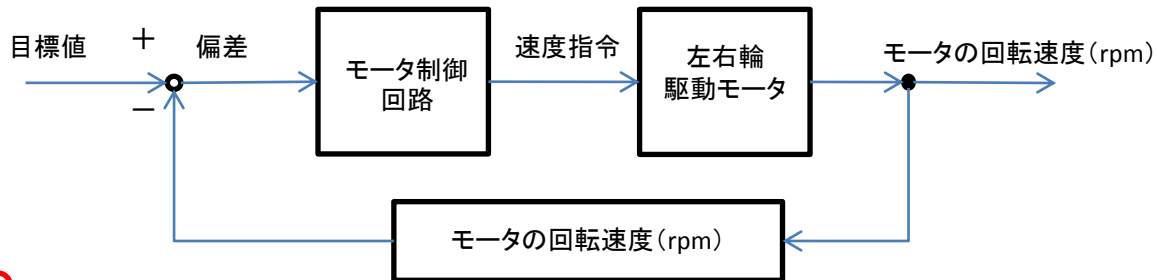 目標値
＋
偏差
モータ制御
回路
速度指令
左右輪
駆動モータ
モータの回転速度（rpm）
－
モータの回転速度（rpm）